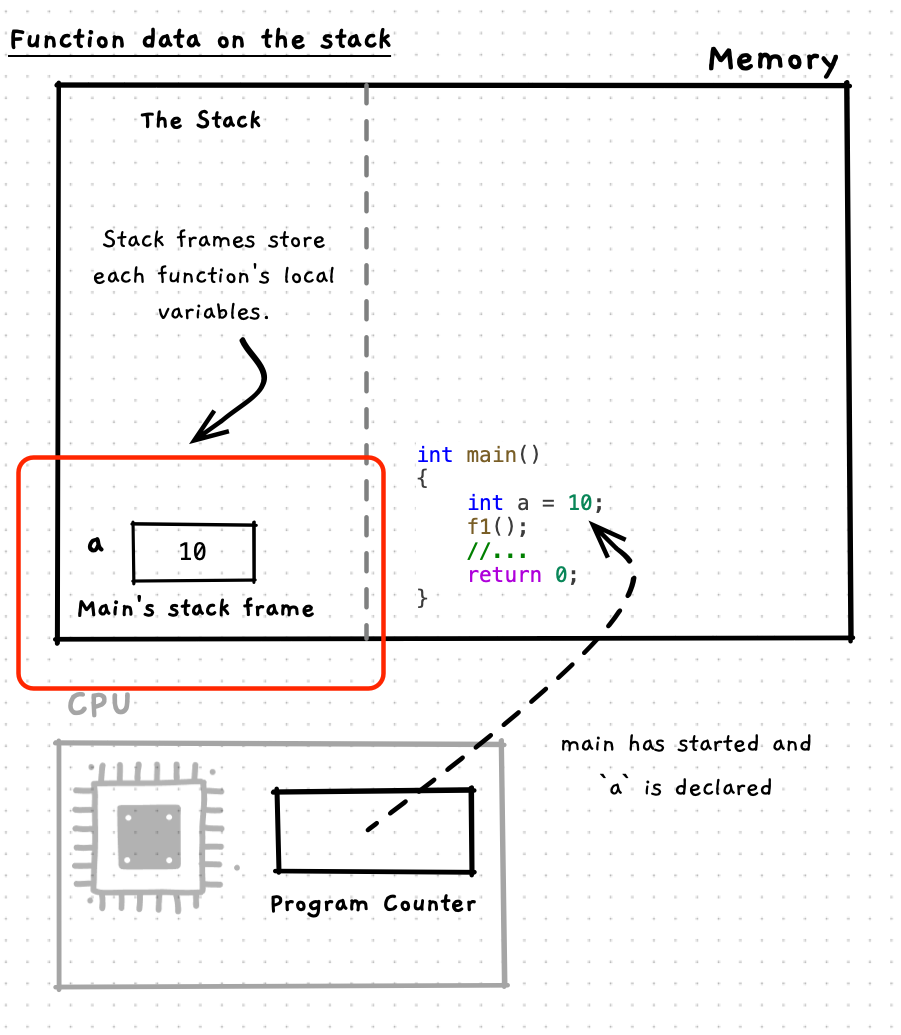 Function data on the stack
Memory
The Stack
Stack frames store
each function's local
variables.
a
10
Main's stack frame
int main()
{
    int a = 10;
    f1();
    //...
    return 0;
}
CPU
Program Counter
main has started and
`a` is declared